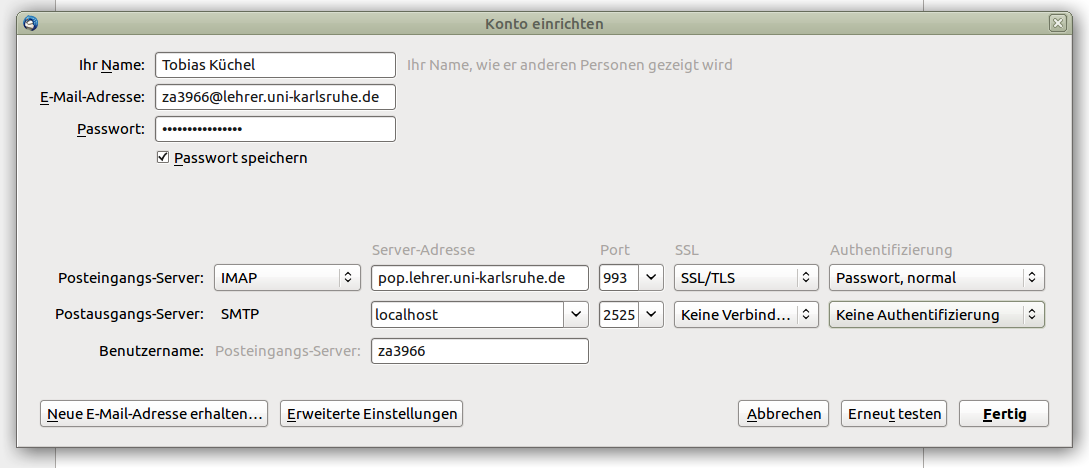 Konto einrichten
Ihr Name: Tobias Küchel Ihr Name, wie er anderen Personen gezeigt wird
E-Mail-Adresse: za3966@lehrer.uni-karlsruhe.de
Passwort: ••••••••••••••••
Passwort speichern
Server-Adresse Port SSL Authentifizierung
Posteingangs-Server: IMAP pop.lehrer.uni-karlsruhe.de 993 SSL/TLS Passwort, normal
Postausgangs-Server: SMTP localhost 2525 Keine Verbind... Keine Authentifizierung
Benutzername: Posteingangs-Server: za3966
Neue E-Mail-Adresse erhalten... Erweiterte Einstellungen Abbrechen Erneut testen Fertig